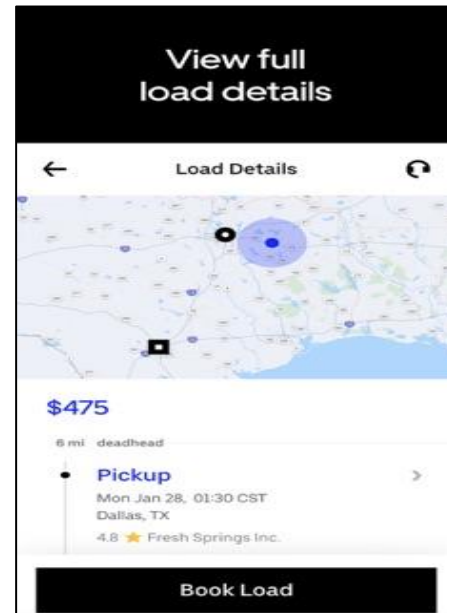 View full
load details
Load Details
$475
6 mi deadhead
Pickup
Mon Jan 28, 01:30 CST
Dallas, TX
4.8 ⭐ Fresh Springs Inc.
Book Load